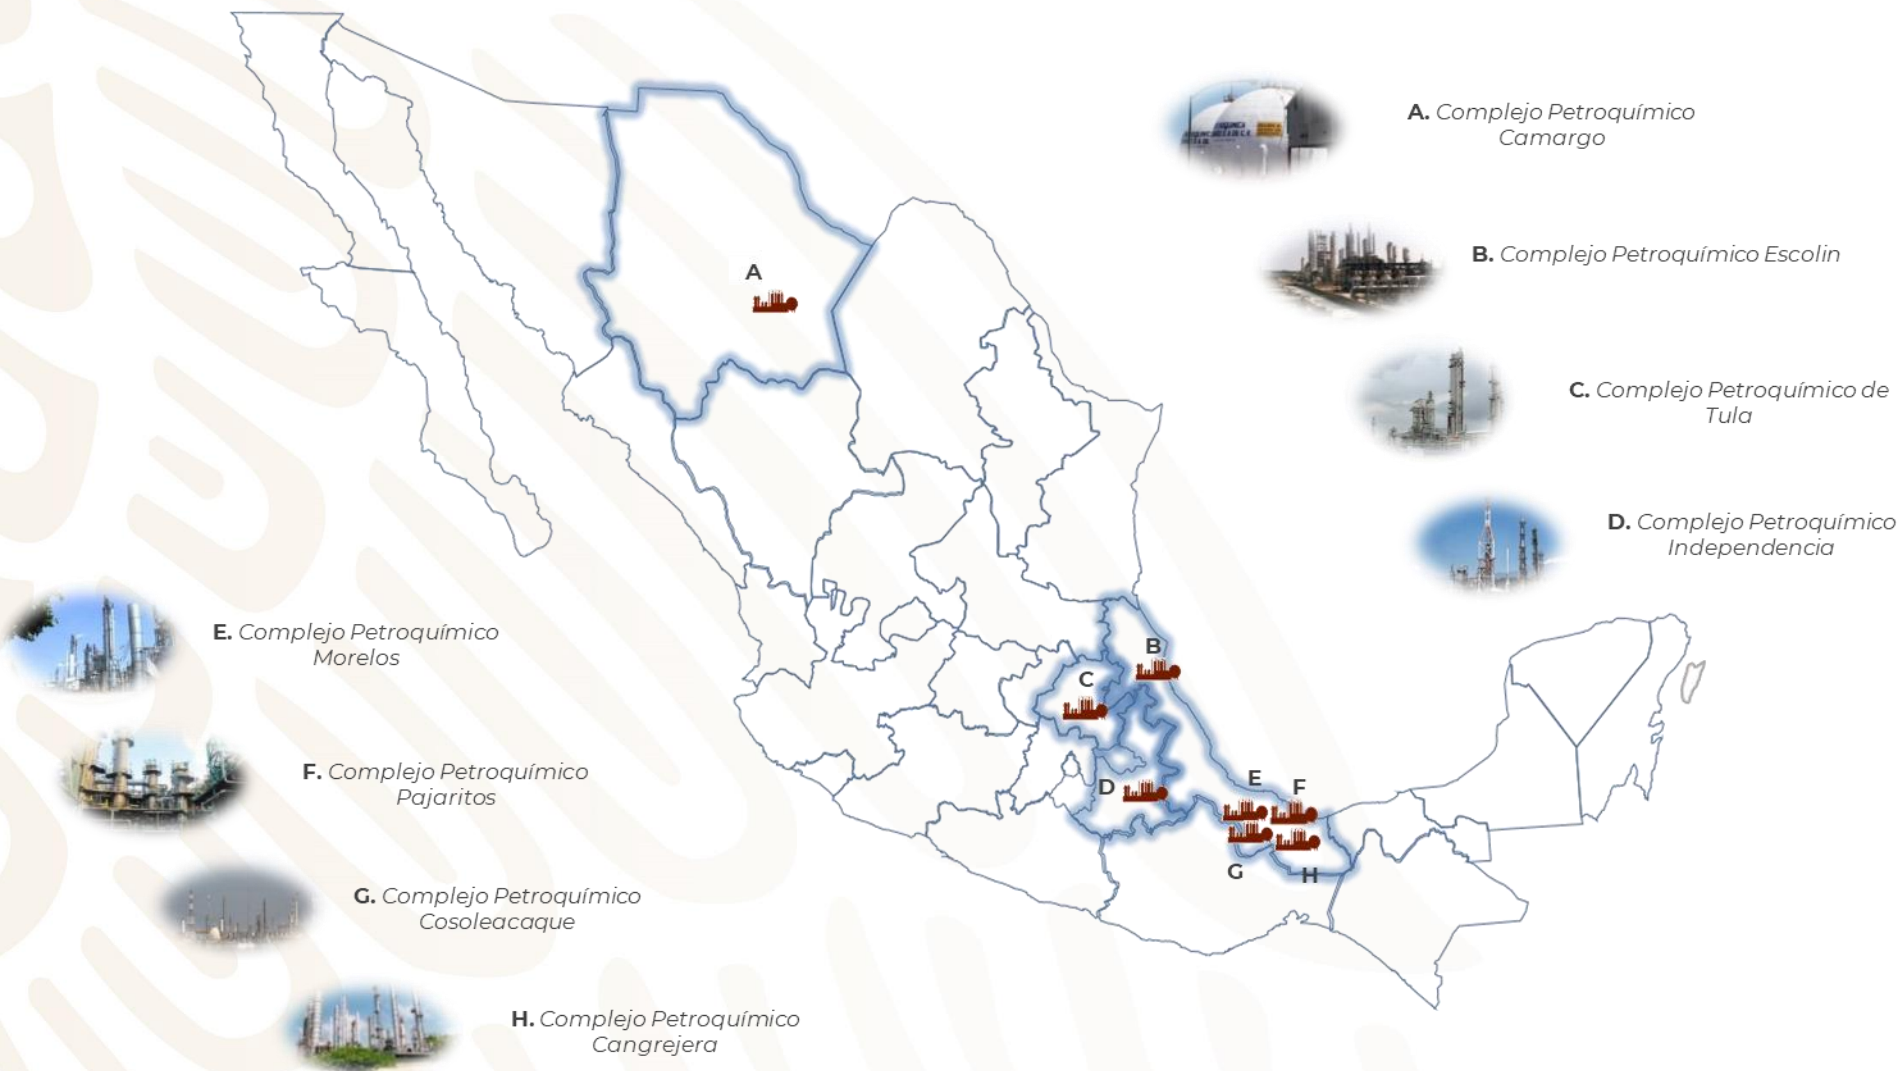 A. Complejo Petroquímico
Camargo
B. Complejo Petroquímico Escolin
C. Complejo Petroquímico de
Tula
D. Complejo Petroquímico
Independencia
E. Complejo Petroquímico
Morelos
F. Complejo Petroquímico
Pajaritos
G. Complejo Petroquímico
Cosoleacaque
H. Complejo Petroquímico
Cangrejera
A
B
C
D
E
F
G
H